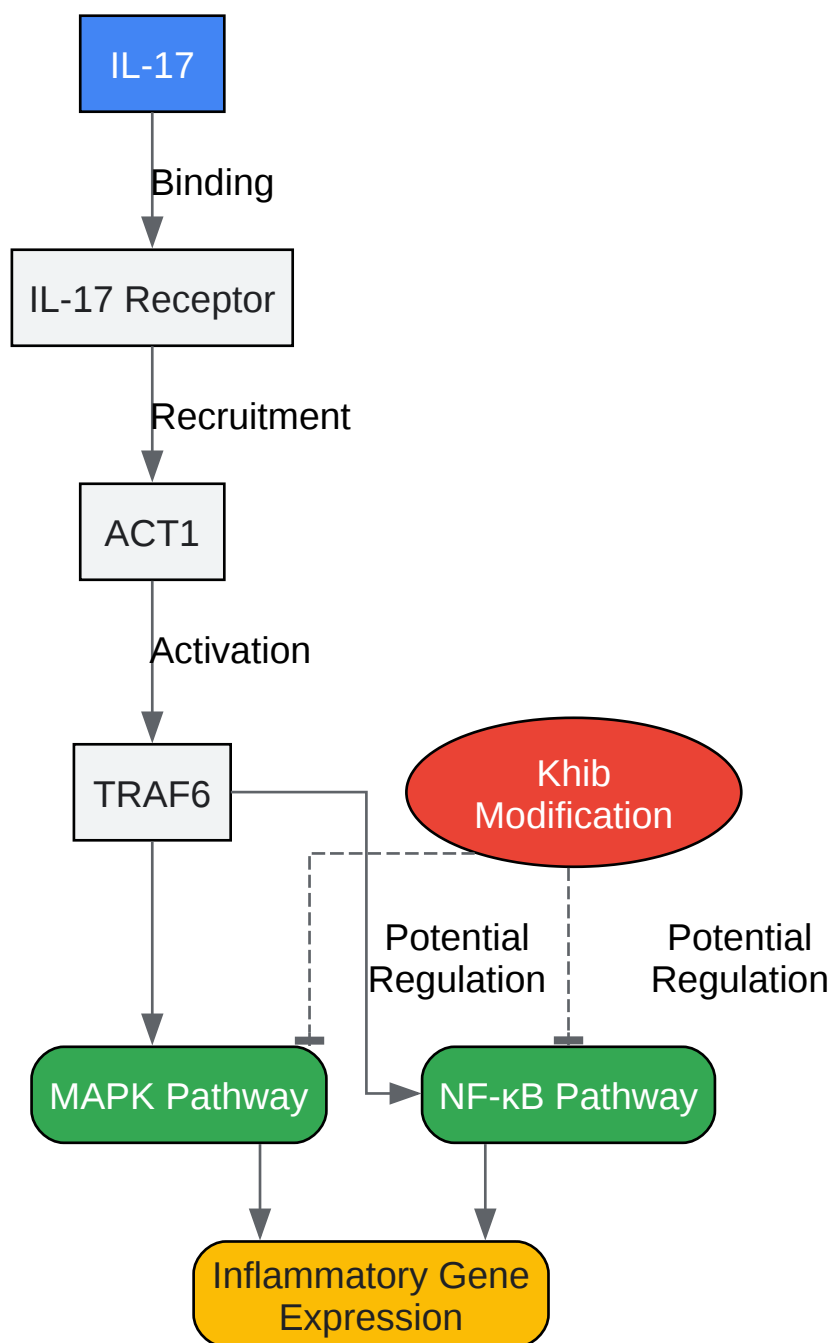 IL-17
Binding
IL-17 Receptor
Recruitment
ACT1
Activation
TRAF6
Khib
Modification
Potential
Regulation
Potential
Regulation
MAPK Pathway
NF-κB Pathway
Inflammatory Gene
Expression